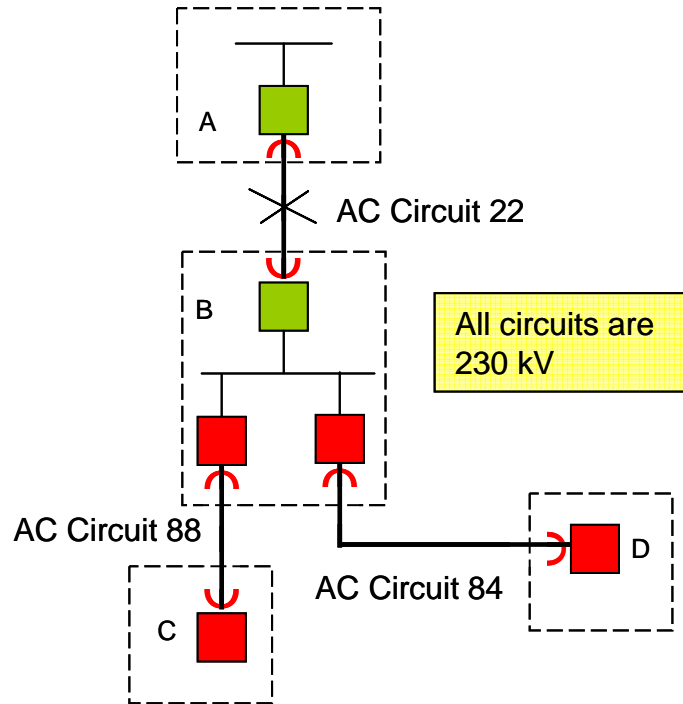 A
AC Circuit 22
B
All circuits are
230 kV
AC Circuit 88
D
AC Circuit 84
C